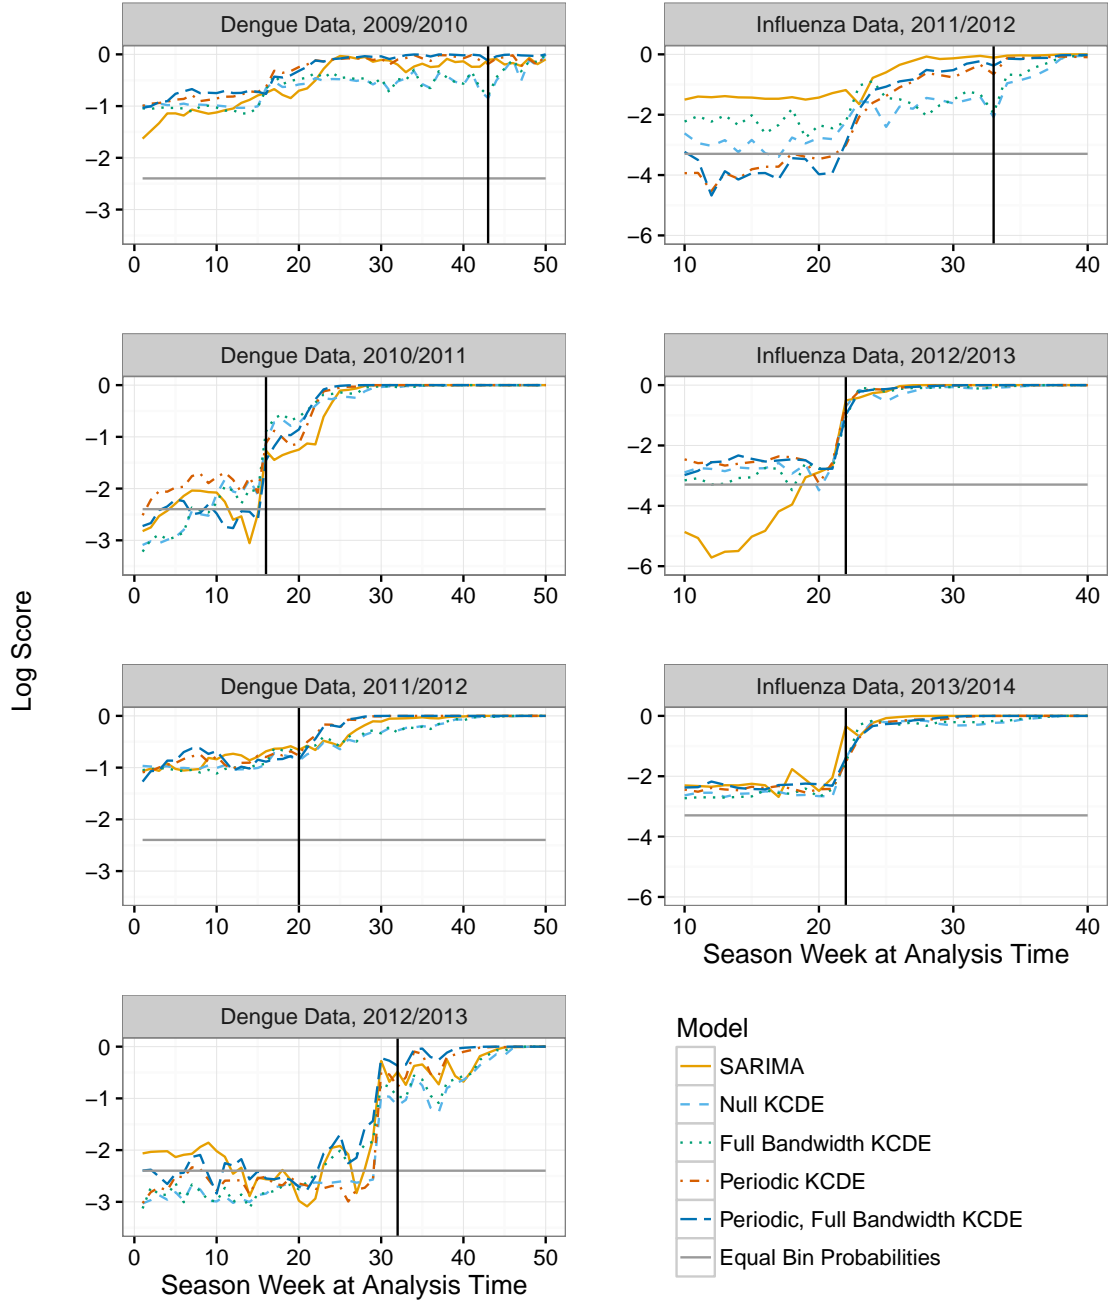 Dengue Data, 2009/2010
0
−1
−2
−3
0 10 20 30 40 50
Influenza Data, 2011/2012
0
−2
−4
−6
10 20 30 40
Dengue Data, 2010/2011
0
−1
−2
−3
0 10 20 30 40 50
Influenza Data, 2012/2013
0
−2
−4
−6
10 20 30 40
Log Score
Dengue Data, 2011/2012
0
−1
−2
−3
0 10 20 30 40 50
Influenza Data, 2013/2014
0
−2
−4
−6
10 20 30 40
Season Week at Analysis Time
Dengue Data, 2012/2013
0
−1
−2
−3
0 10 20 30 40 50
Season Week at Analysis Time
Model
SARIMA
Null KCDE
Full Bandwidth KCDE
Periodic KCDE
Periodic, Full Bandwidth KCDE
Equal Bin Probabilities